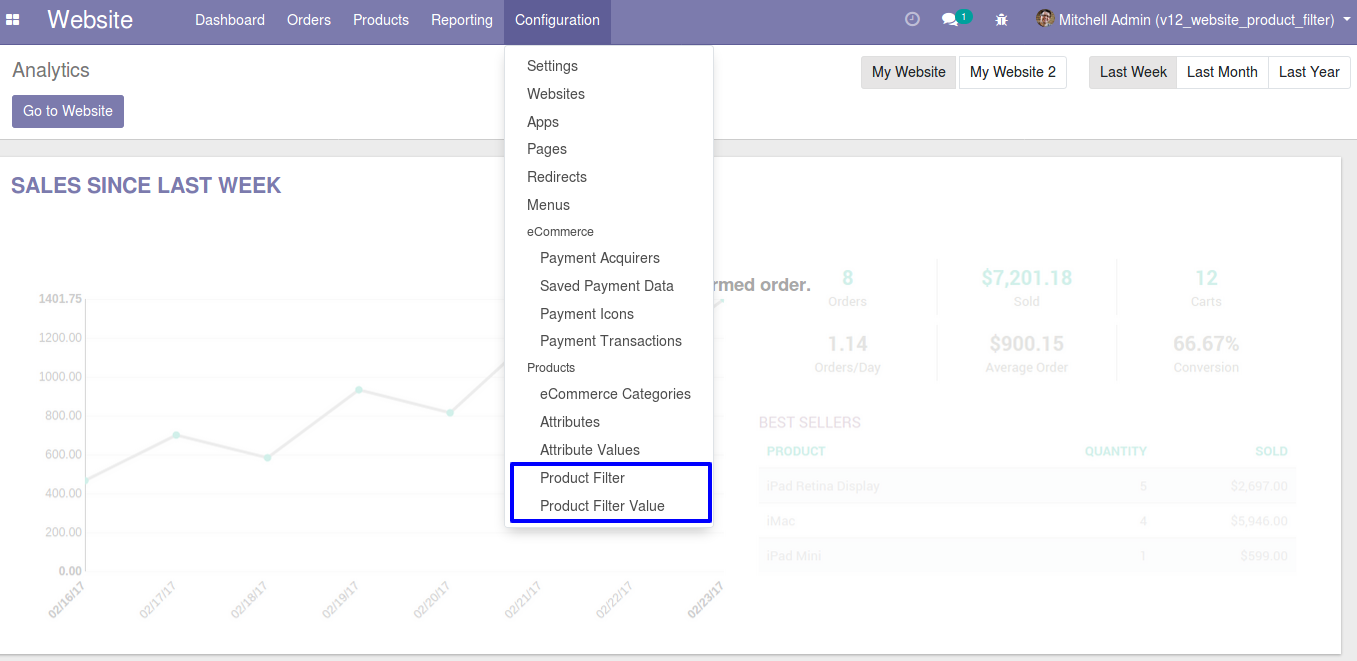 Website Dashboard Orders Products Reporting Configuration 1 Mitchell Admin (v12_website_product_filter)
Analytics
My Website My Website 2 Last Week Last Month Last Year
Go to Website
Settings
Websites
Apps
Pages
Redirects
Menus
eCommerce
Payment Acquirers
Saved Payment Data
Payment Icons
Payment Transactions
Products
eCommerce Categories
Attributes
Attribute Values
Product Filter
Product Filter Value
SALES SINCE LAST WEEK
rmed order.
1401.75
1200.00
1000.00
800.00
600.00
400.00
200.00
0.00
02/16/17 02/17/17 02/18/17 02/19/17 02/20/17 02/21/17 02/22/17 02/23/17
8 $7,201.18 12
Orders Sold Carts
1.14 $900.15 66.67%
Orders/Day Average Order Conversion
BEST SELLERS
PRODUCT QUANTITY SOLD
iPad Retina Display 5 $2,697.00
iMac 4 $5,946.00
iPad Mini 1 $599.00